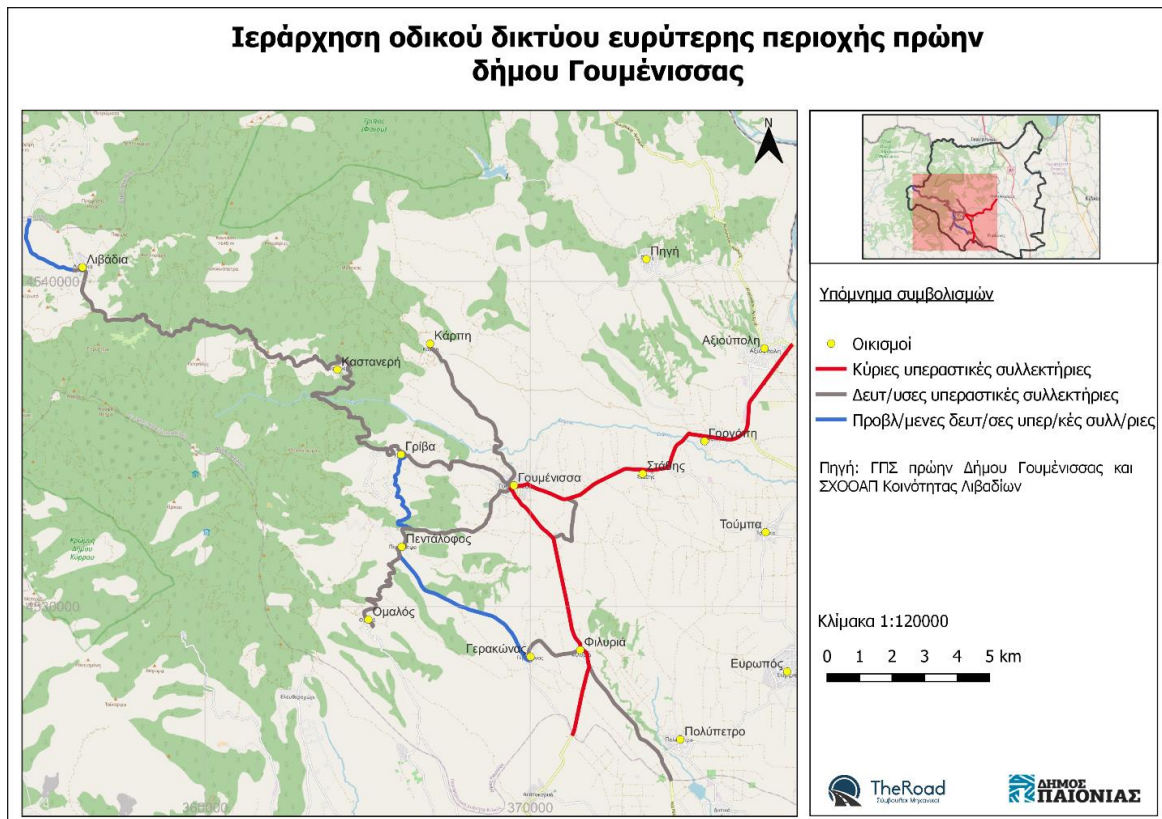 Ιεράρχηση οδικού δικτύου ευρύτερης περιοχής πρώην
δήμου Γουμένισσας
N
Λιβάδια
4540000
Πηγή
Κάρπη
Αξιούπολη
Καστανερή
Γρίβα
Γοργόπη
Γουμένισσα
Στάθης
Τούμπα
Πεντάλοφος
4530000
Ομαλός
Γερακώνας
Φιλυριά
Ευρωπός
Πολύπετρο
360000
370000
Υπόμνημα συμβολισμών
Οικισμοί
Κύριες υπεραστικές συλλεκτήριες
Δευτ/υσες υπεραστικές συλλεκτήριες
Προβλ/μενες δευτ/σες υπερ/κές συλλ/ριες
Πηγή: ΓΠΣ πρώην Δήμου Γουμένισσας και
ΣΧΟΟΑΠ Κοινότητας Λιβαδίων
Κλίμακα 1:120000
0 1 2 3 4 5 km
TheRoad
Σύμβουλοι Μηχανικοί
ΔΗΜΟΣ
ΠΑΙΟΝΙΑΣ